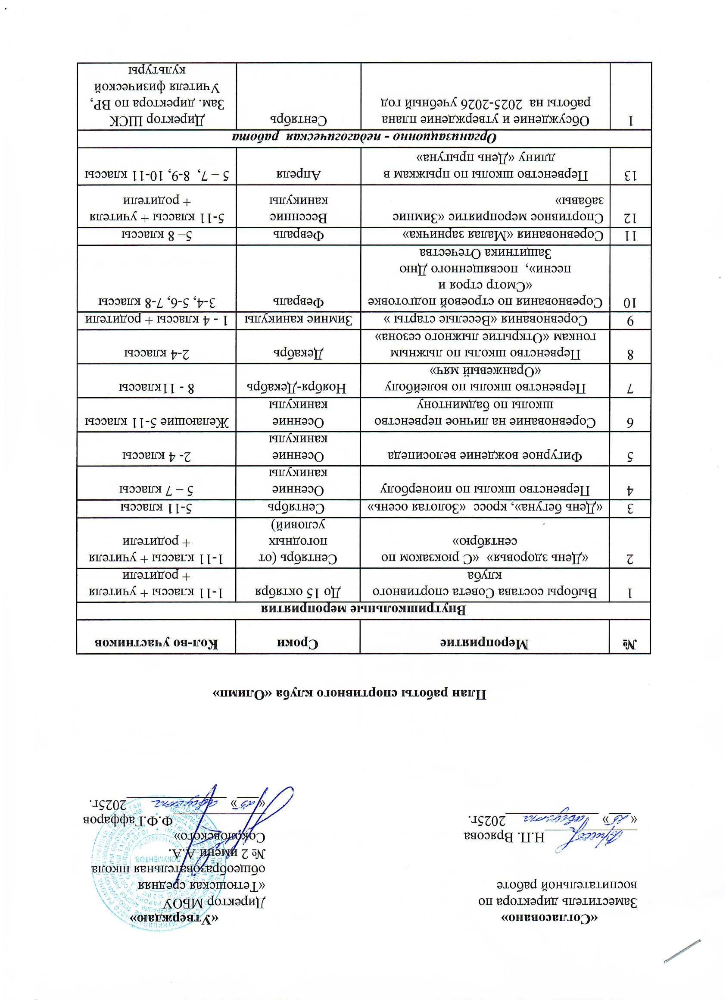 «Согласовано»
Заместитель директора по
воспитательной работе
Н.П. Врясова
« 25 » августа 2025г.
«Утверждаю»
Директор МБОУ
«Тетюшская средняя
общеобразовательная школа
№ 2 имени А.А.
Соколовского»
Ф.Ф.Гаффаров
« 25 » августа 2025г.
План работы спортивного клуба «Олимп»
№ Мероприятие Сроки Кол-во участников
Внутришкольные мероприятия
1 Выборы состава Совета спортивного До 15 октября 1-11 классы + учителя
клуба + родители
2 «День здоровья» «С рюкзаком по Сентябрь (от 1-11 классы + учителя
сентябрю» погодных + родители
условий)
3 «День бегуна», кросс «Золотая осень» Сентябрь 5-11 классы
4 Первенство школы по пионерболу Осенние 5 – 7 классы
каникулы
5 Фигурное вождение велосипеда Осенние 2- 4 классы
каникулы
6 Соревнование на личное первенство Осенние Желающие 5-11 классы
школы по бадминтону каникулы
7 Первенство школы по волейболу Ноября-Декабрь 8 - 11классы
«Оранжевый мяч»
8 Первенство школы по лыжным Декабрь 2-4 классы
гонкам «Открытие лыжного сезона»
9 Соревнования «Веселые старты » Зимние каникулы 1 - 4 классы + родители
10 Соревнования по строевой подготовке Февраль 3-4, 5-6, 7-8 классы
«Смотр строя и
песни», посвященного Дню
Защитника Отечества
11 Соревнования «Малая зарничка» Февраль 5– 8 классы
12 Спортивное мероприятие «Зимние Весенние 5-11 классы + учителя
забавы» каникулы + родители
13 Первенство школы по прыжкам в Апреля 5 – 7, 8-9, 10-11 классы
длину «День прыгуна»
Организационно - педагогическая работа
1 Обсуждение и утверждение плана Сентябрь Директор ШСК
работы на 2025-2026 учебный год Зам. директора по ВР,
Учителя физической
культуры
ДОКУМЕНТОВ